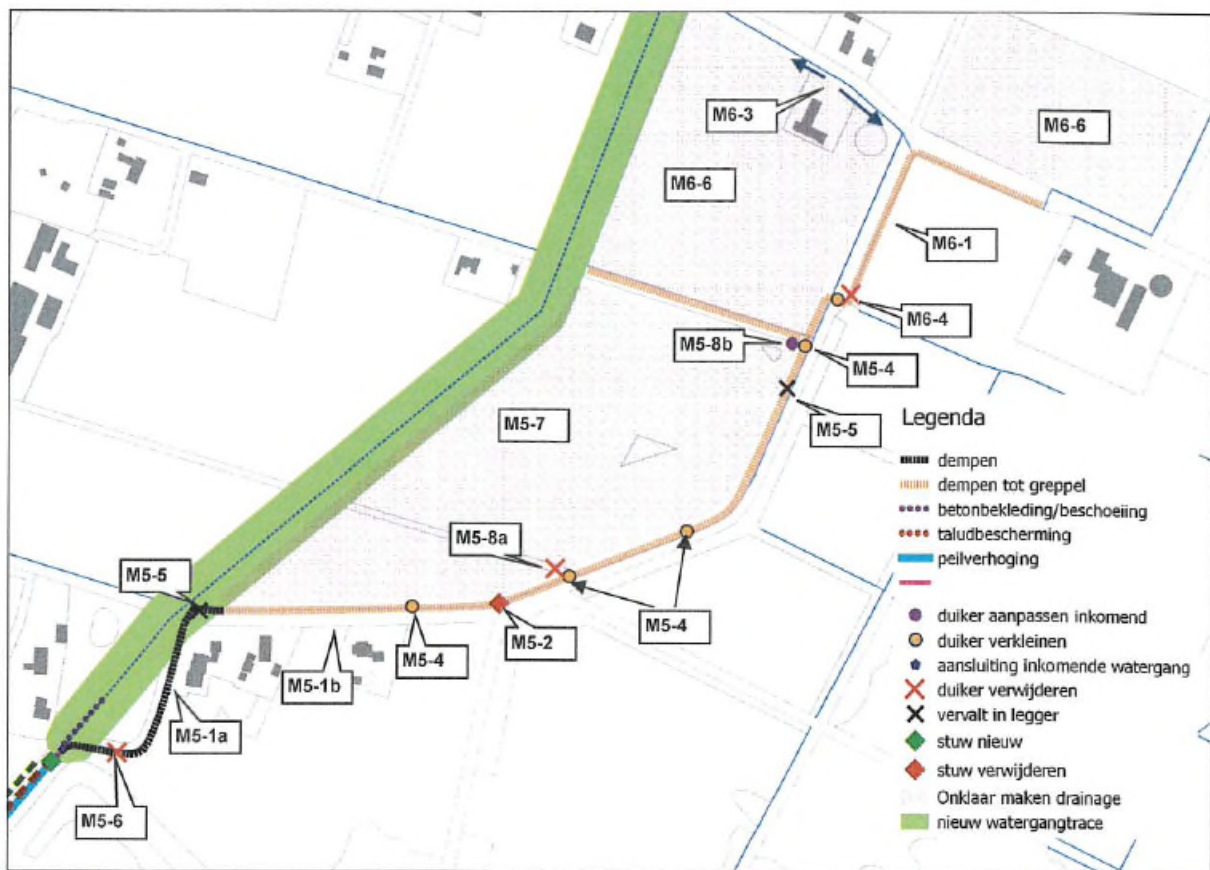 M6-3
M6-6
M6-6
M6-1
M6-4
M5-8b
M5-4
M5-5
M5-7
M5-8a
M5-5
M5-4
M5-4
M5-2
M5-1b
M5-1a
M5-6
Legenda
dempen
dempen tot greppel
betonbekleding/beschoeiing
taludbescherming
peilverhoging
duiker aanpassen inkomend
duiker verkleinen
aansluiting inkomende watergang
duiker verwijderen
vervalt in legger
stuw nieuw
stuw verwijderen
Onklaar maken drainage
nieuw watergangtrace